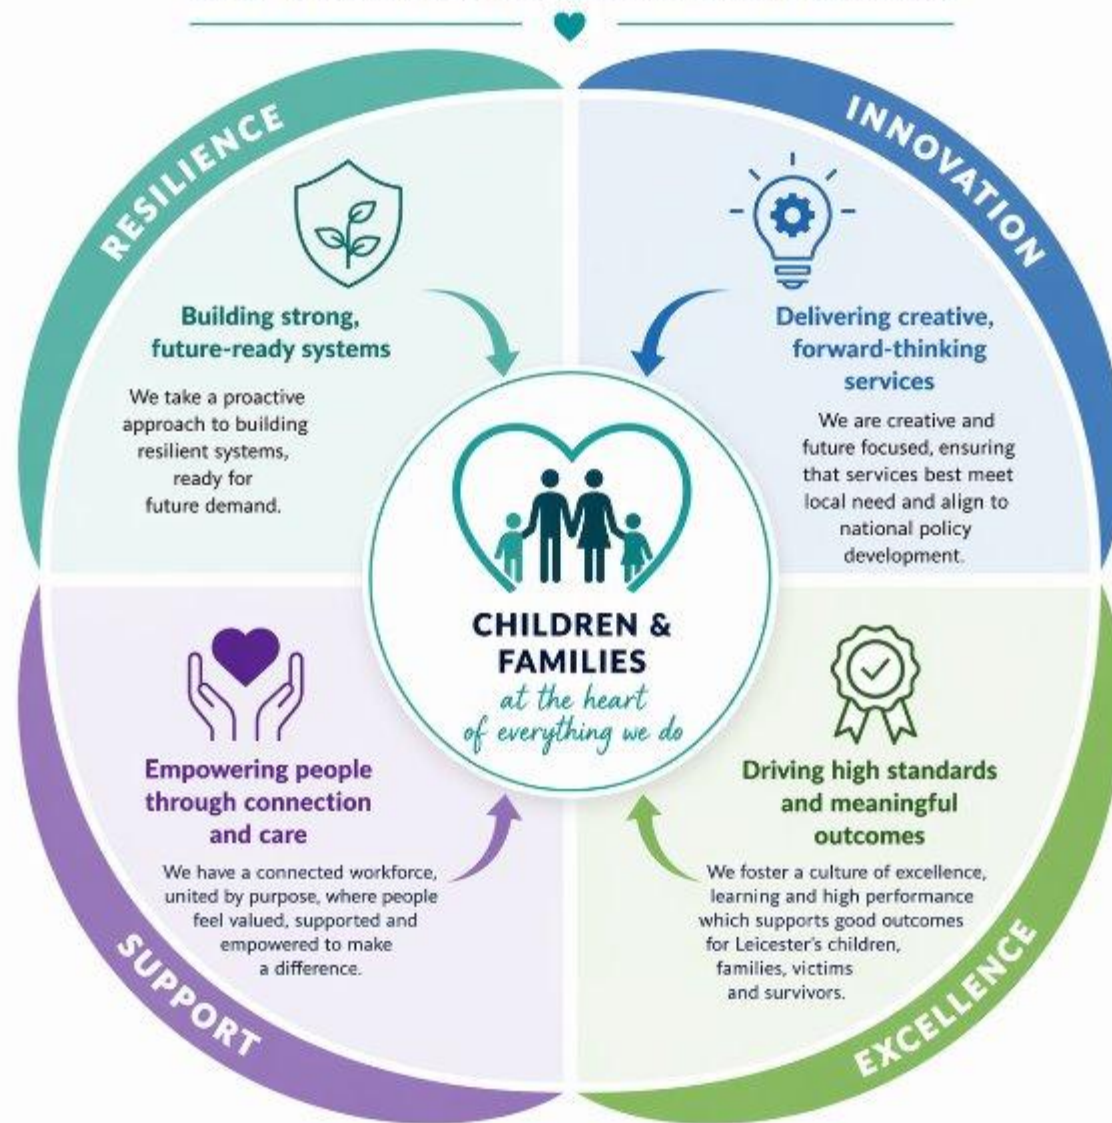 RESILIENCE
Building strong,
future-ready systems
We take a proactive
approach to building
resilient systems,
ready for
future demand.
INNOVATION
Delivering creative,
forward-thinking
services
We are creative and
future focused, ensuring
that services best meet
local need and align to
national policy
development.
CHILDREN &
FAMILIES
at the heart
of everything we do
SUPPORT
Empowering people
through connection
and care
We have a connected workforce,
united by purpose, where people
feel valued, supported and
empowered to make
a difference.
EXCELLENCE
Driving high standards
and meaningful
outcomes
We foster a culture of excellence,
learning and high performance
which supports good outcomes
for Leicester's children,
families, victims
and survivors.